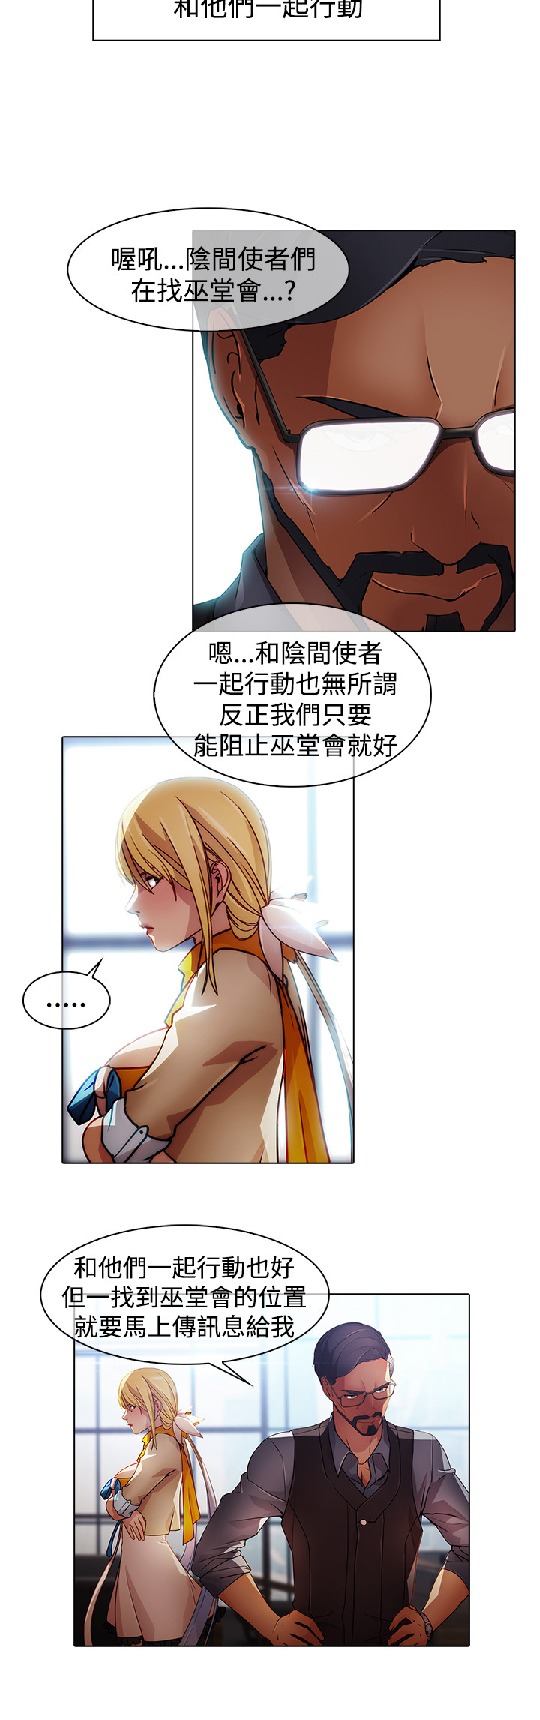 和他們一起行動
喔吼...陰間使者們
在找巫堂會...?
嗯...和陰間使者
一起行動也無所謂
反正我們只要
能阻止巫堂會就好
.....
和他們一起行動也好
但一找到巫堂會的位置
就要馬上傳訊息給我